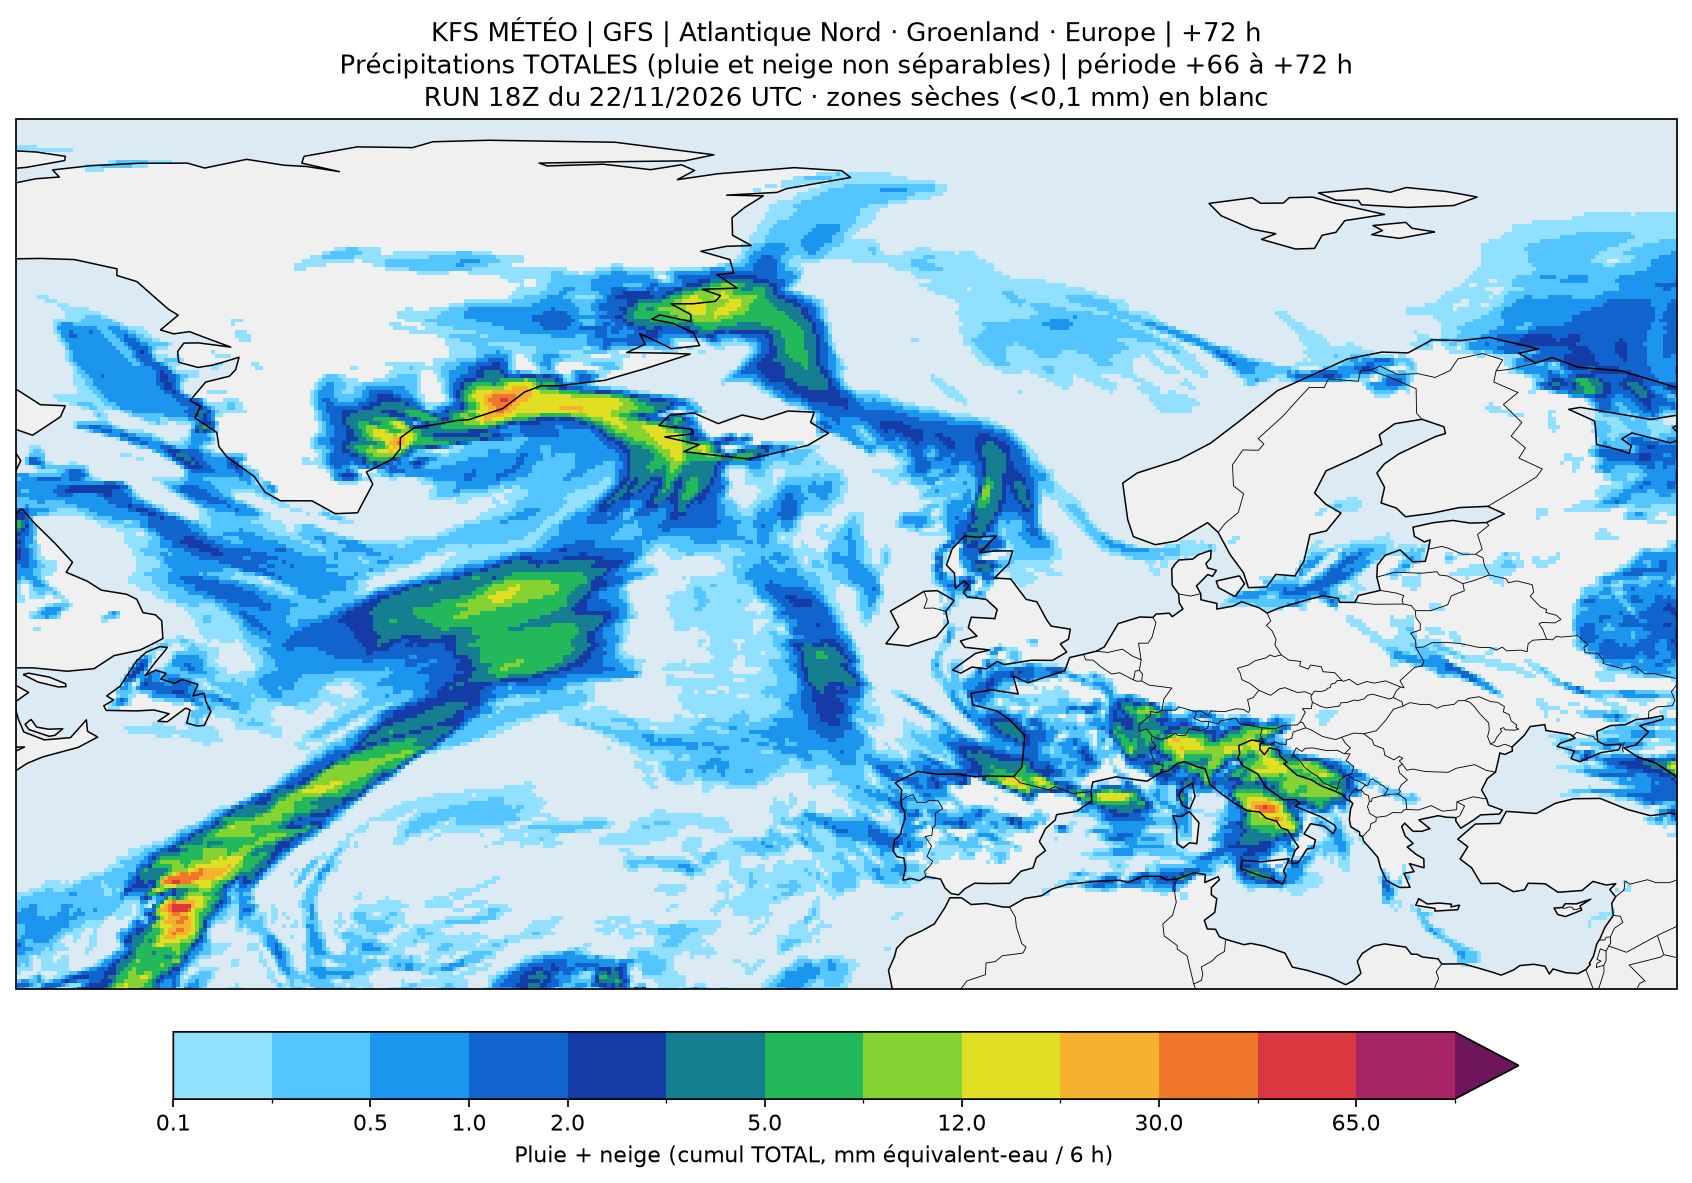 KFS MÉTÉO | GFS | Atlantique Nord · Groenland · Europe | +72 h
Précipitations TOTALES (pluie et neige non séparables) | période +66 à +72 h
RUN 18Z du 22/11/2026 UTC · zones sèches (<0,1 mm) en blanc
0.1 0.5 1.0 2.0 5.0 12.0 30.0 65.0
Pluie + neige (cumul TOTAL, mm équivalent-eau / 6 h)